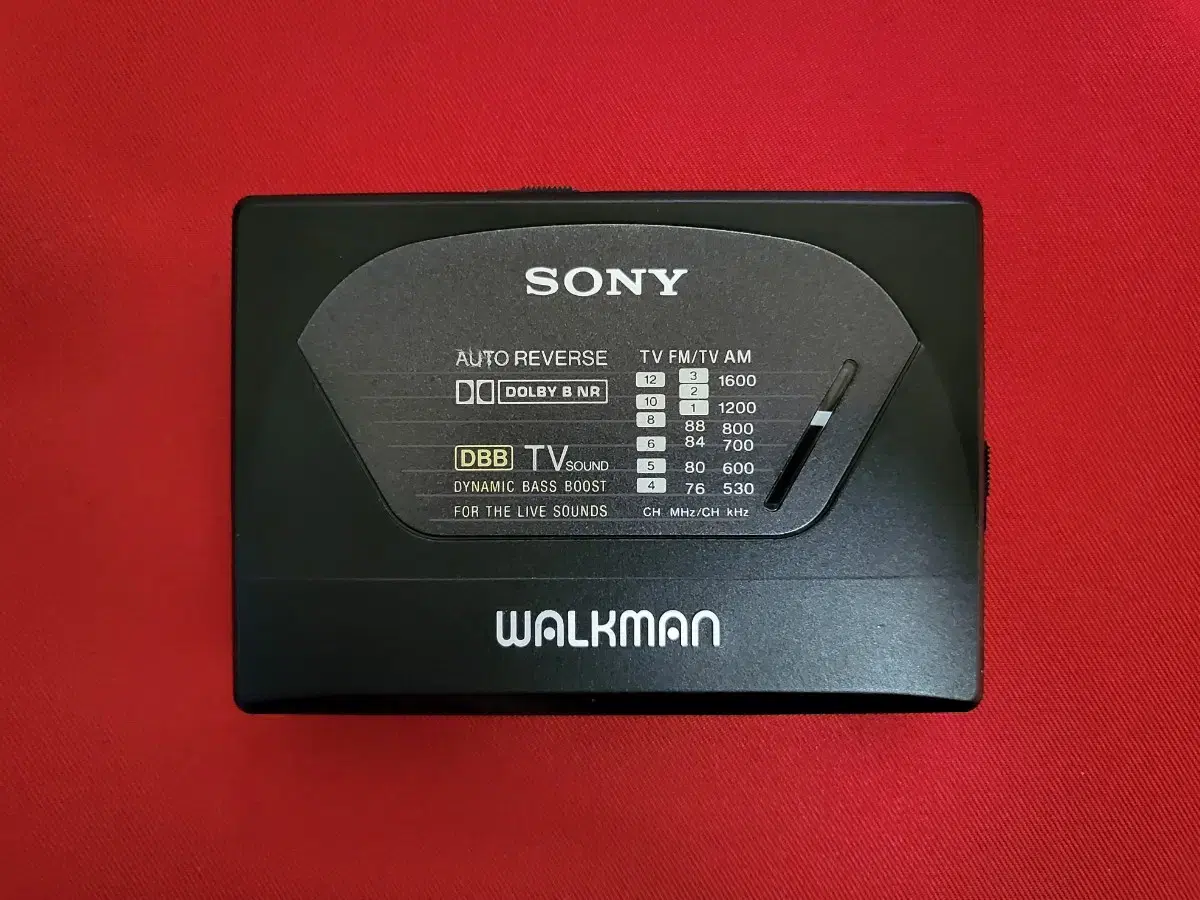 SONY
AUTO REVERSE
DOLBY B NR
DBB TV SOUND
DYNAMIC BASS BOOST
FOR THE LIVE SOUNDS
TV FM/TV AM
12 3 1600
2
10 1 1200
8 88 800
6 84 700
5 80 600
4 76 530
CH MHz/CH kHz
WALKMAN